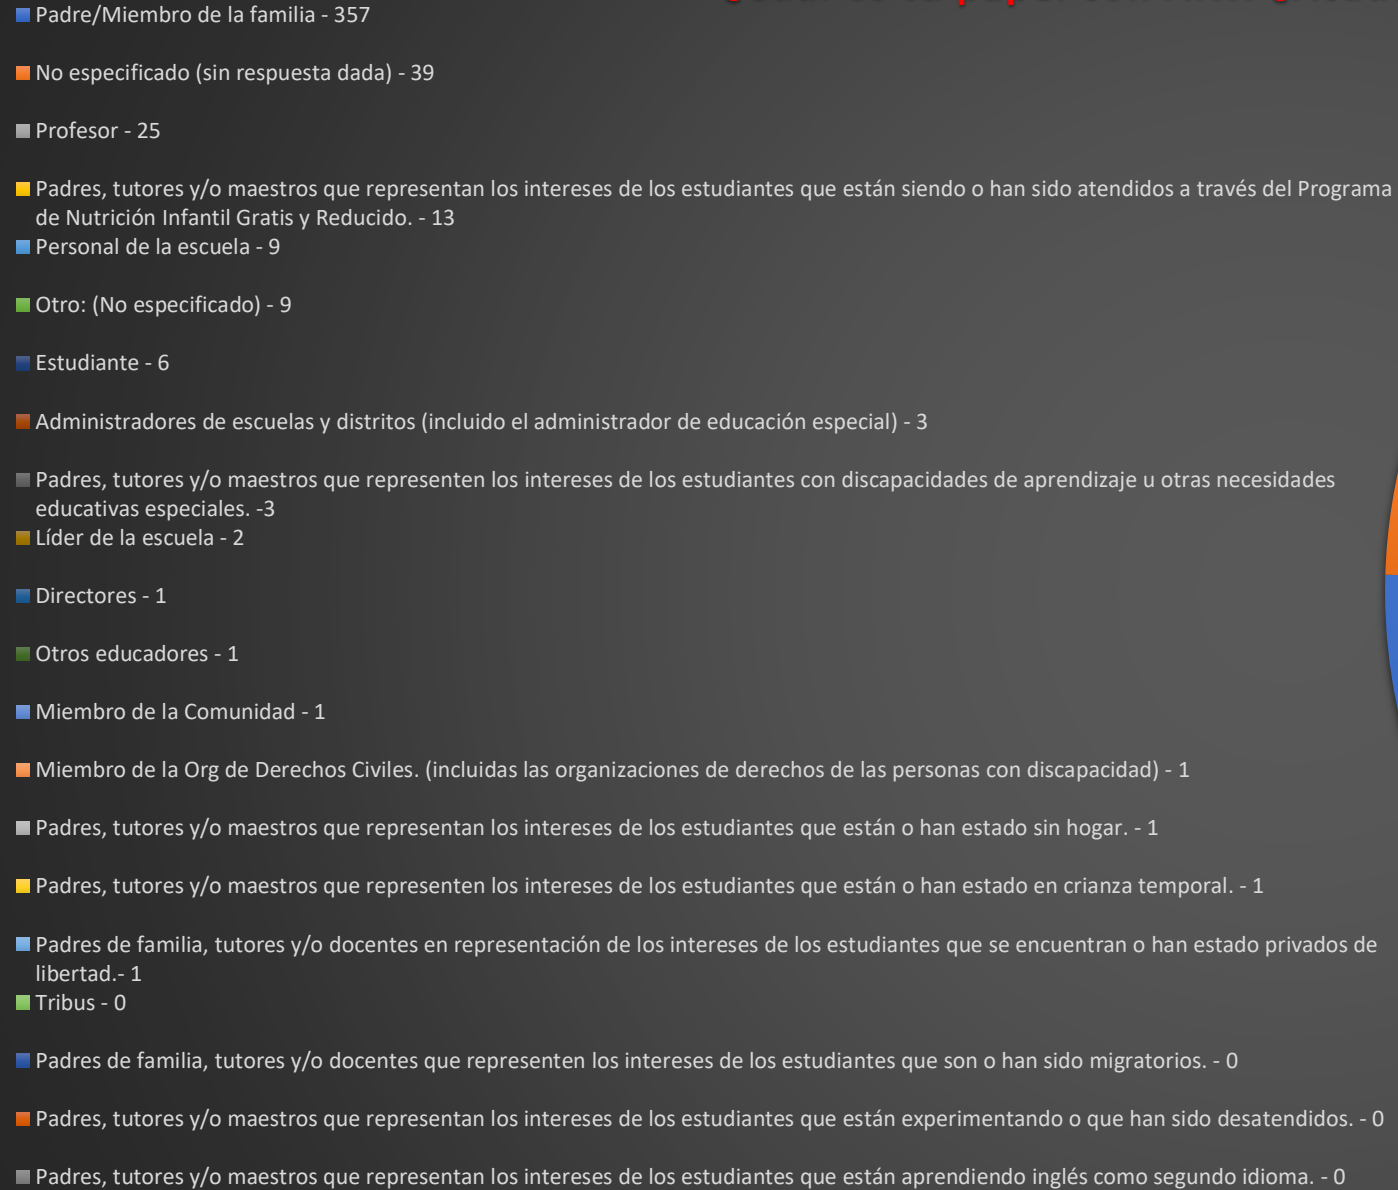 Padre/Miembro de la familia - 357
No especificado (sin respuesta dada) - 39
Profesor - 25
Padres, tutores y/o maestros que representan los intereses de los estudiantes que están siendo o han sido atendidos a través del Programa
de Nutrición Infantil Gratis y Reducido. - 13
Personal de la escuela - 9
Otro: (No especificado) - 9
Estudiante - 6
Administradores de escuelas y distritos (incluido el administrador de educación especial) - 3
Padres, tutores y/o maestros que representen los intereses de los estudiantes con discapacidades de aprendizaje u otras necesidades
educativas especiales. -3
Líder de la escuela - 2
Directores - 1
Otros educadores - 1
Miembro de la Comunidad - 1
Miembro de la Org de Derechos Civiles. (incluidas las organizaciones de derechos de las personas con discapacidad) - 1
Padres, tutores y/o maestros que representan los intereses de los estudiantes que están o han estado sin hogar. - 1
Padres, tutores y/o maestros que representen los intereses de los estudiantes que están o han estado en crianza temporal. - 1
Padres de familia, tutores y/o docentes en representación de los intereses de los estudiantes que se encuentran o han estado privados de
libertad.- 1
Tribus - 0
Padres de familia, tutores y/o docentes que representen los intereses de los estudiantes que son o han sido migratorios. - 0
Padres, tutores y/o maestros que representan los intereses de los estudiantes que están experimentando o que han sido desatendidos. - 0
Padres, tutores y/o maestros que representan los intereses de los estudiantes que están aprendiendo inglés como segundo idioma. - 0